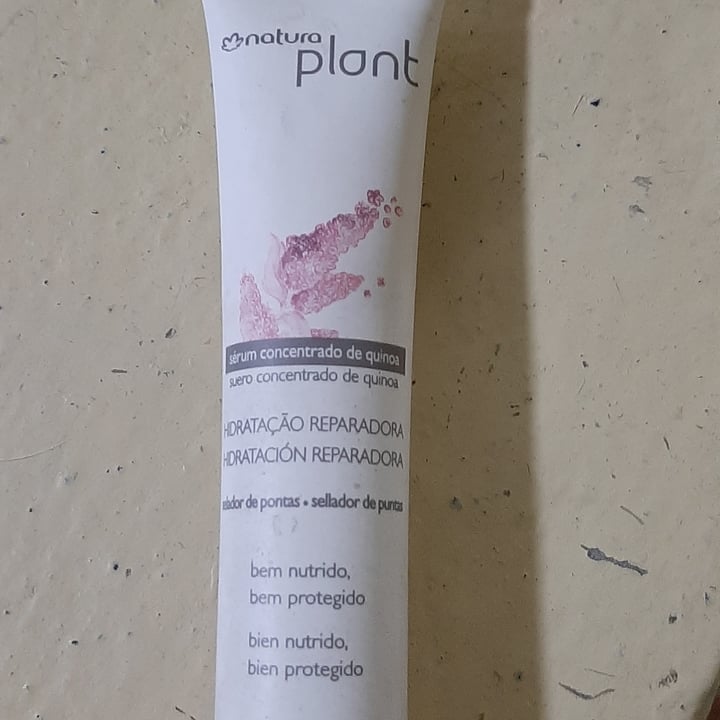 natura
plant
sérum concentrado de quinoa
suero concentrado de quinoa
HIDRATAÇÃO REPARADORA
HIDRATACIÓN REPARADORA
selador de pontas • sellador de puntas
bem nutrido,
bem protegido
bien nutrido,
bien protegido